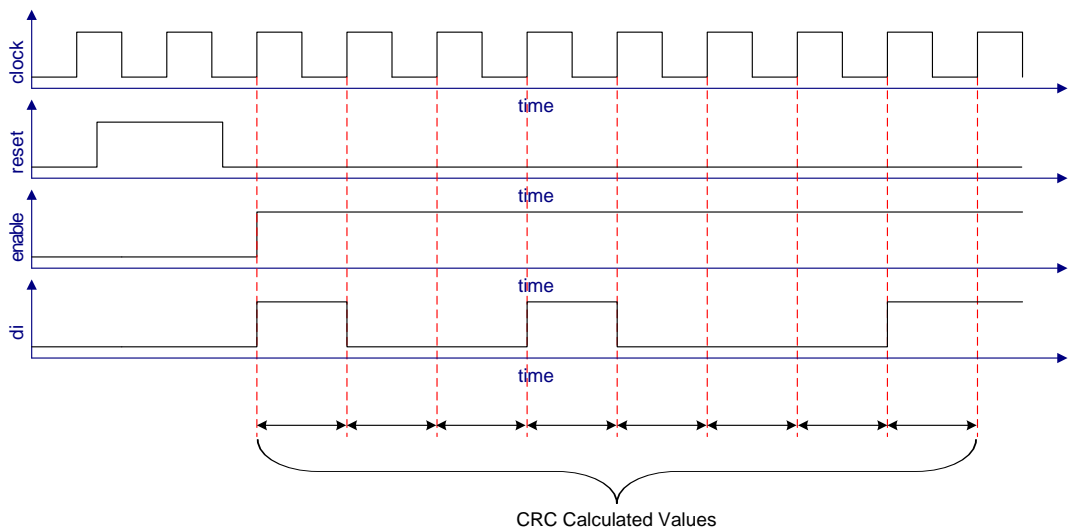 clock
time
reset
time
enable
time
di
time
CRC Calculated Values